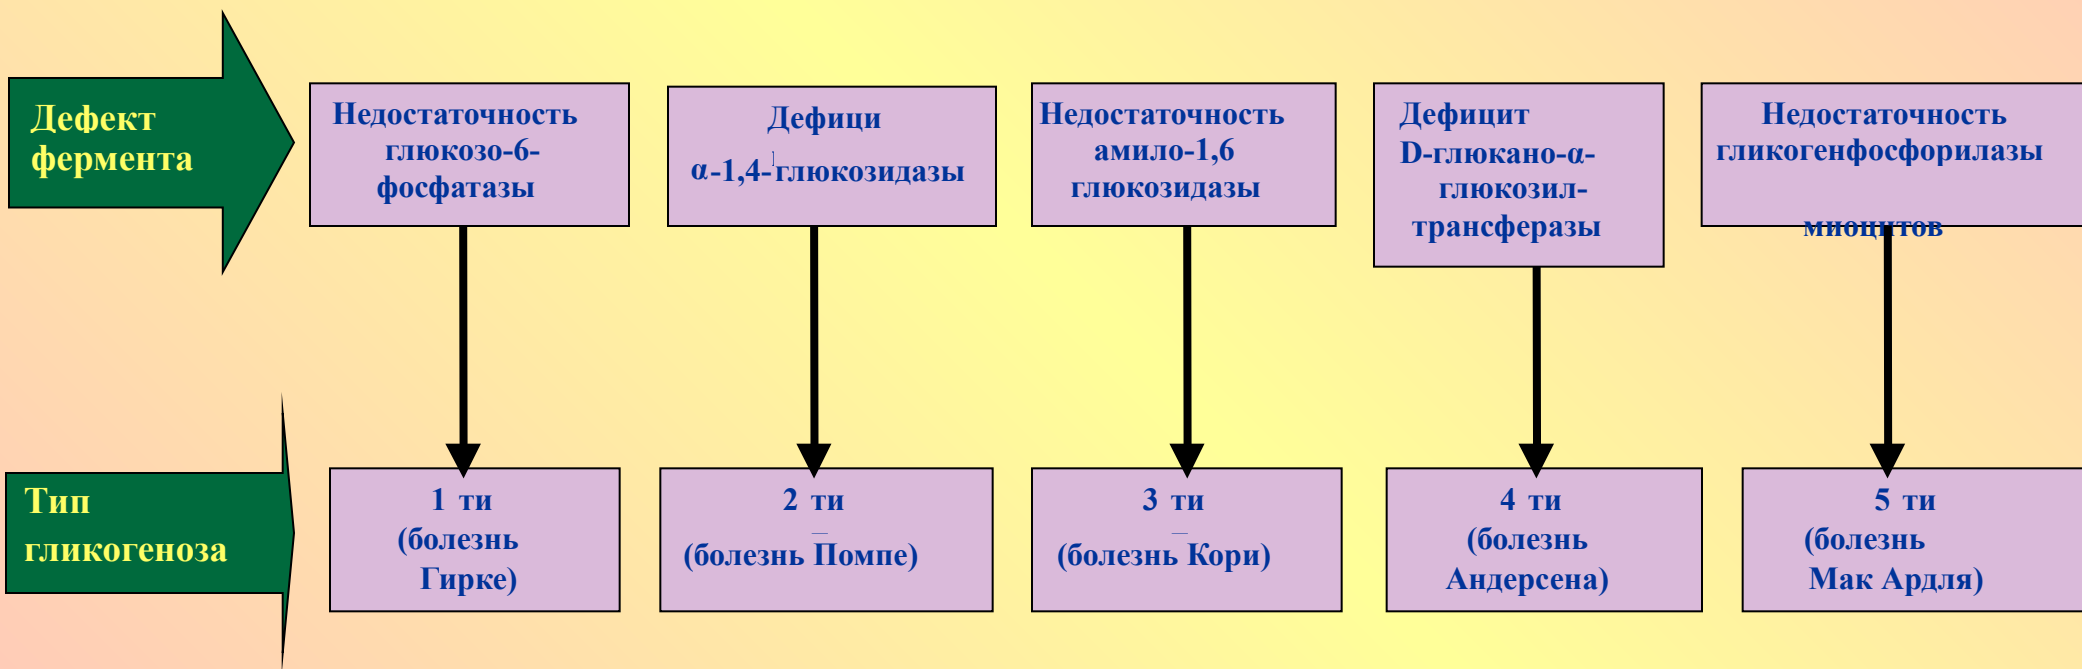 Дефект
фермента
Недостаточность
глюкозо-6-
фосфатазы
Дефици
α-1,4-глюкозидазы
Недостаточность
амило-1,6
глюкозидазы
Дефицит
D-глюкано-α-
глюкозил-
трансферазы
Недостаточность
гликогенфосфорилазы
миоцитов
Тип
гликогеноза
1 ти
(болезнь
Гирке)
2 ти
(болезнь Помпе)
3 ти
(болезнь Кори)
4 ти
(болезнь
Андерсена)
5 ти
(болезнь
Мак Ардля)